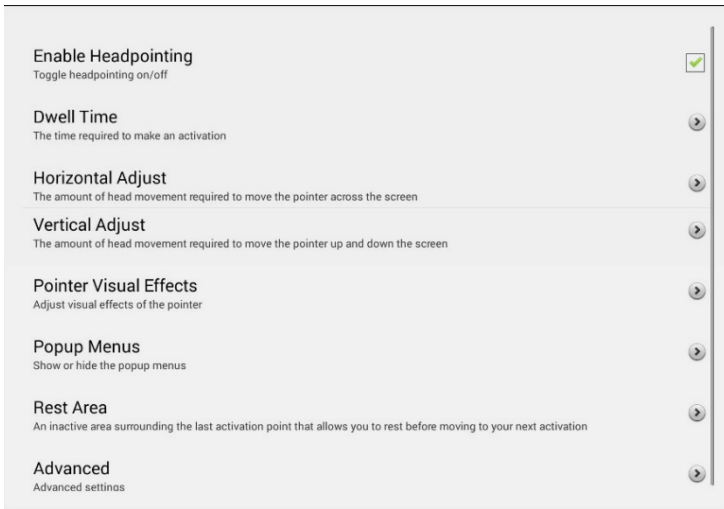 Enable Headpointing
Toggle headpointing on/off
Dwell Time
The time required to make an activation
Horizontal Adjust
The amount of head movement required to move the pointer across the screen
Vertical Adjust
The amount of head movement required to move the pointer up and down the screen
Pointer Visual Effects
Adjust visual effects of the pointer
Popup Menus
Show or hide the popup menus
Rest Area
An inactive area surrounding the last activation point that allows you to rest before moving to your next activation
Advanced
Advanced settings